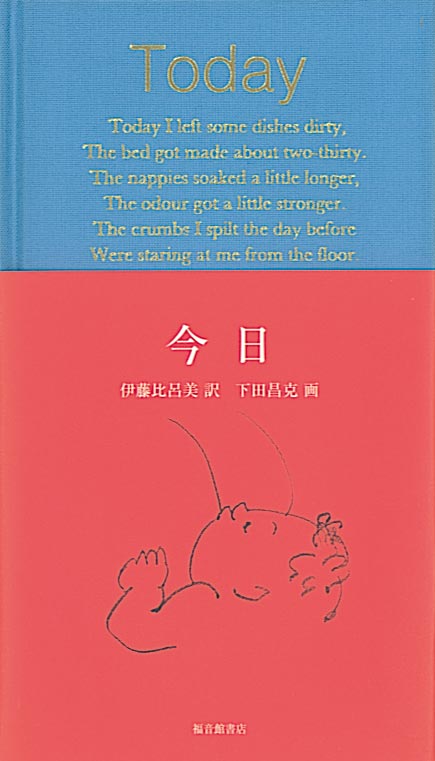 Today
Today I left some dishes dirty,
The bed got made about two-thirty.
The nappies soaked a little longer,
The odour got a little stronger.
The crumbs I spilt the day before
Were staring at me from the floor.
今日
伊藤比呂美 訳　下田昌克 画
福音館書店